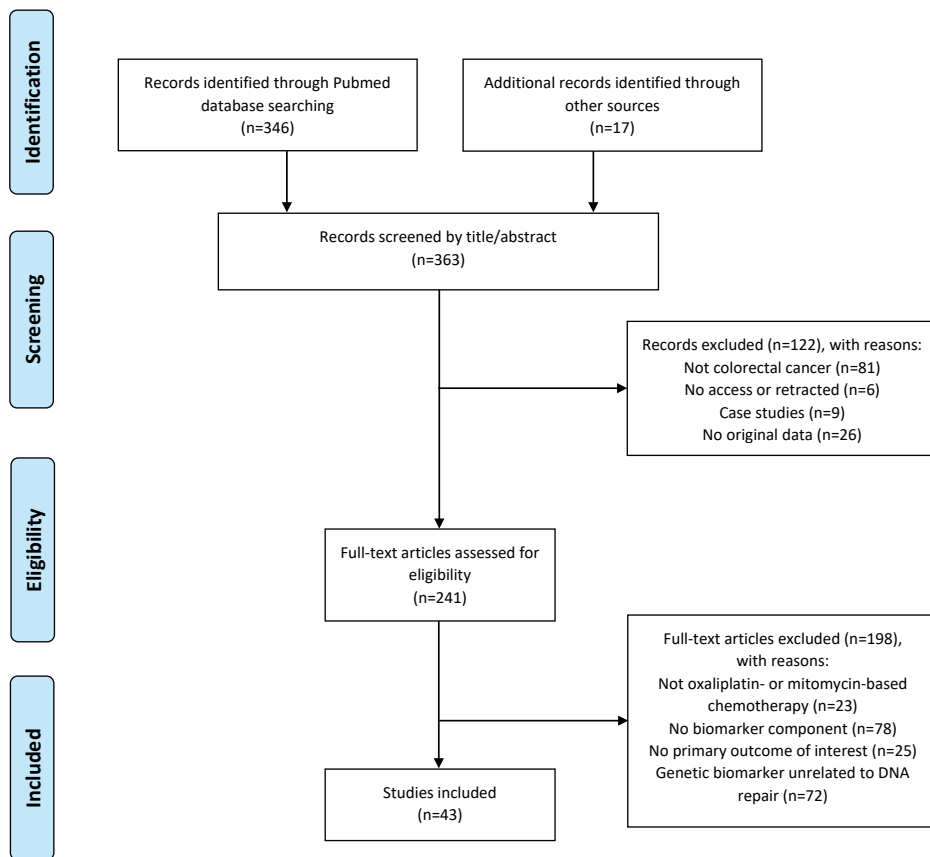 Identification
Records identified through Pubmed
database searching
(n=346)
Additional records identified through
other sources
(n=17)
Screening
Records screened by title/abstract
(n=363)
Records excluded (n=122), with reasons:
Not colorectal cancer (n=81)
No access or retracted (n=6)
Case studies (n=9)
No original data (n=26)
Eligibility
Full-text articles assessed for
eligibility
(n=241)
Full-text articles excluded (n=198),
with reasons:
Not oxaliplatin- or mitomycin-based
chemotherapy (n=23)
No biomarker component (n=78)
No primary outcome of interest (n=25)
Genetic biomarker unrelated to DNA
repair (n=72)
Included
Studies included
(n=43)